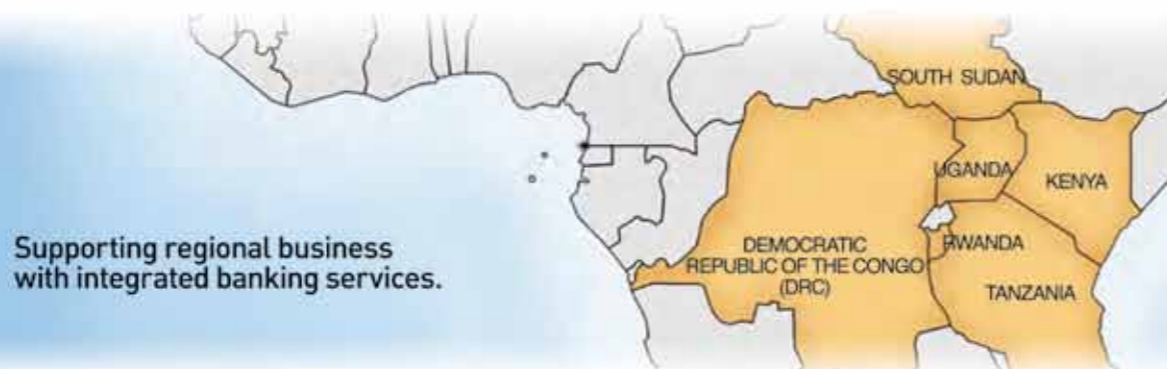 SOUTH SUDAN
UGANDA
KENYA
Supporting regional business
with integrated banking services.
DEMOCRATIC
REPUBLIC OF THE CONGO
(DRC)
RWANDA
TANZANIA